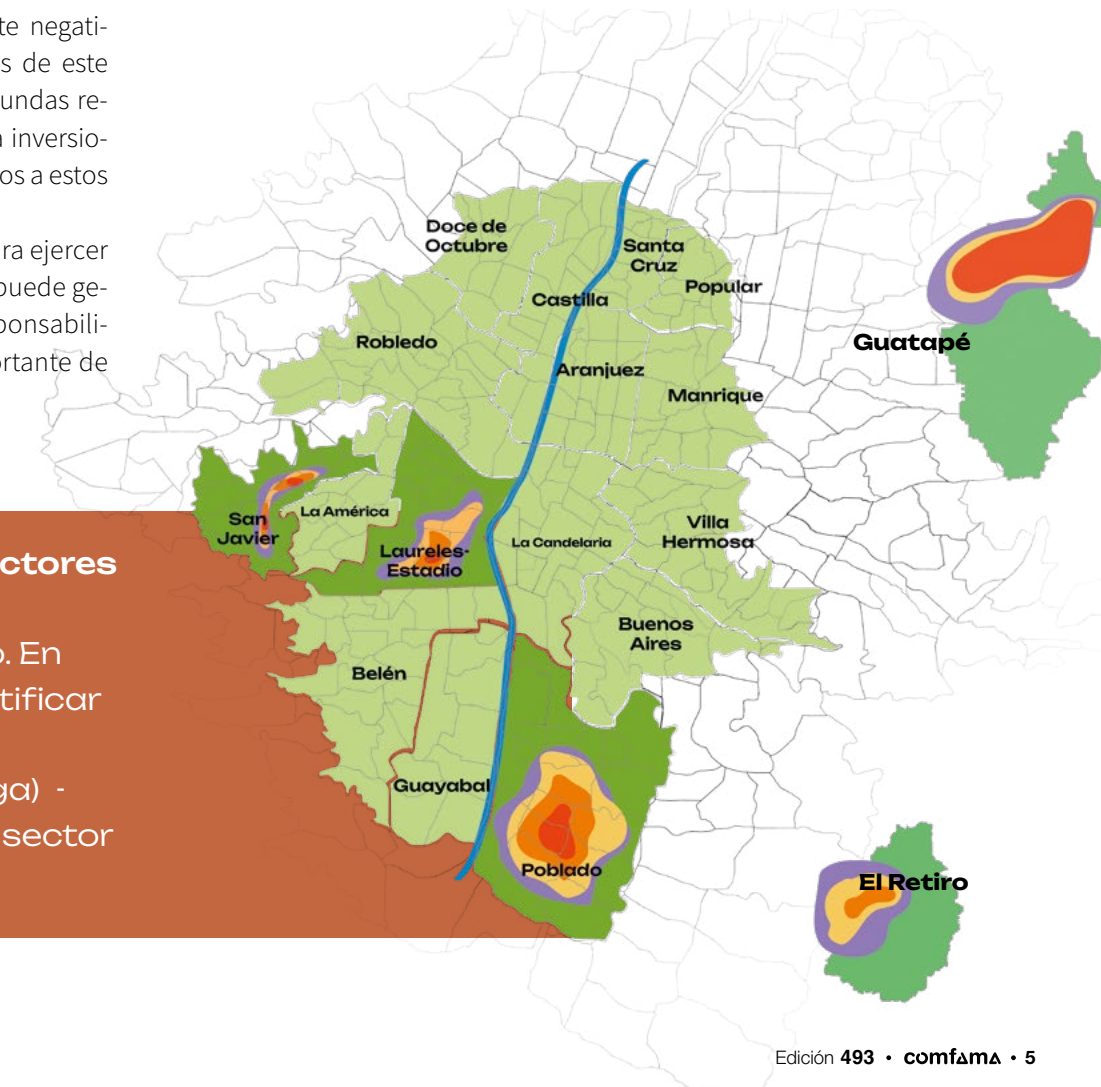 te negati-
s de este
undas re-
a inversio-
os a estos
ra ejercer
puede ge-
ponsabili-
ortante de
ctores
o. En
tificar
ga) -
sector
Doce de
Octubre
Santa
Cruz
Popular
Castilla
Robledo
Aranjuez
Manrique
Guatapé
San
Javier
La América
Laureles-
Estadio
La Candelaria
Villa
Hermosa
Buenos
Aires
Belén
Guayabal
Poblado
El Retiro
Edición 493 • comfama • 5